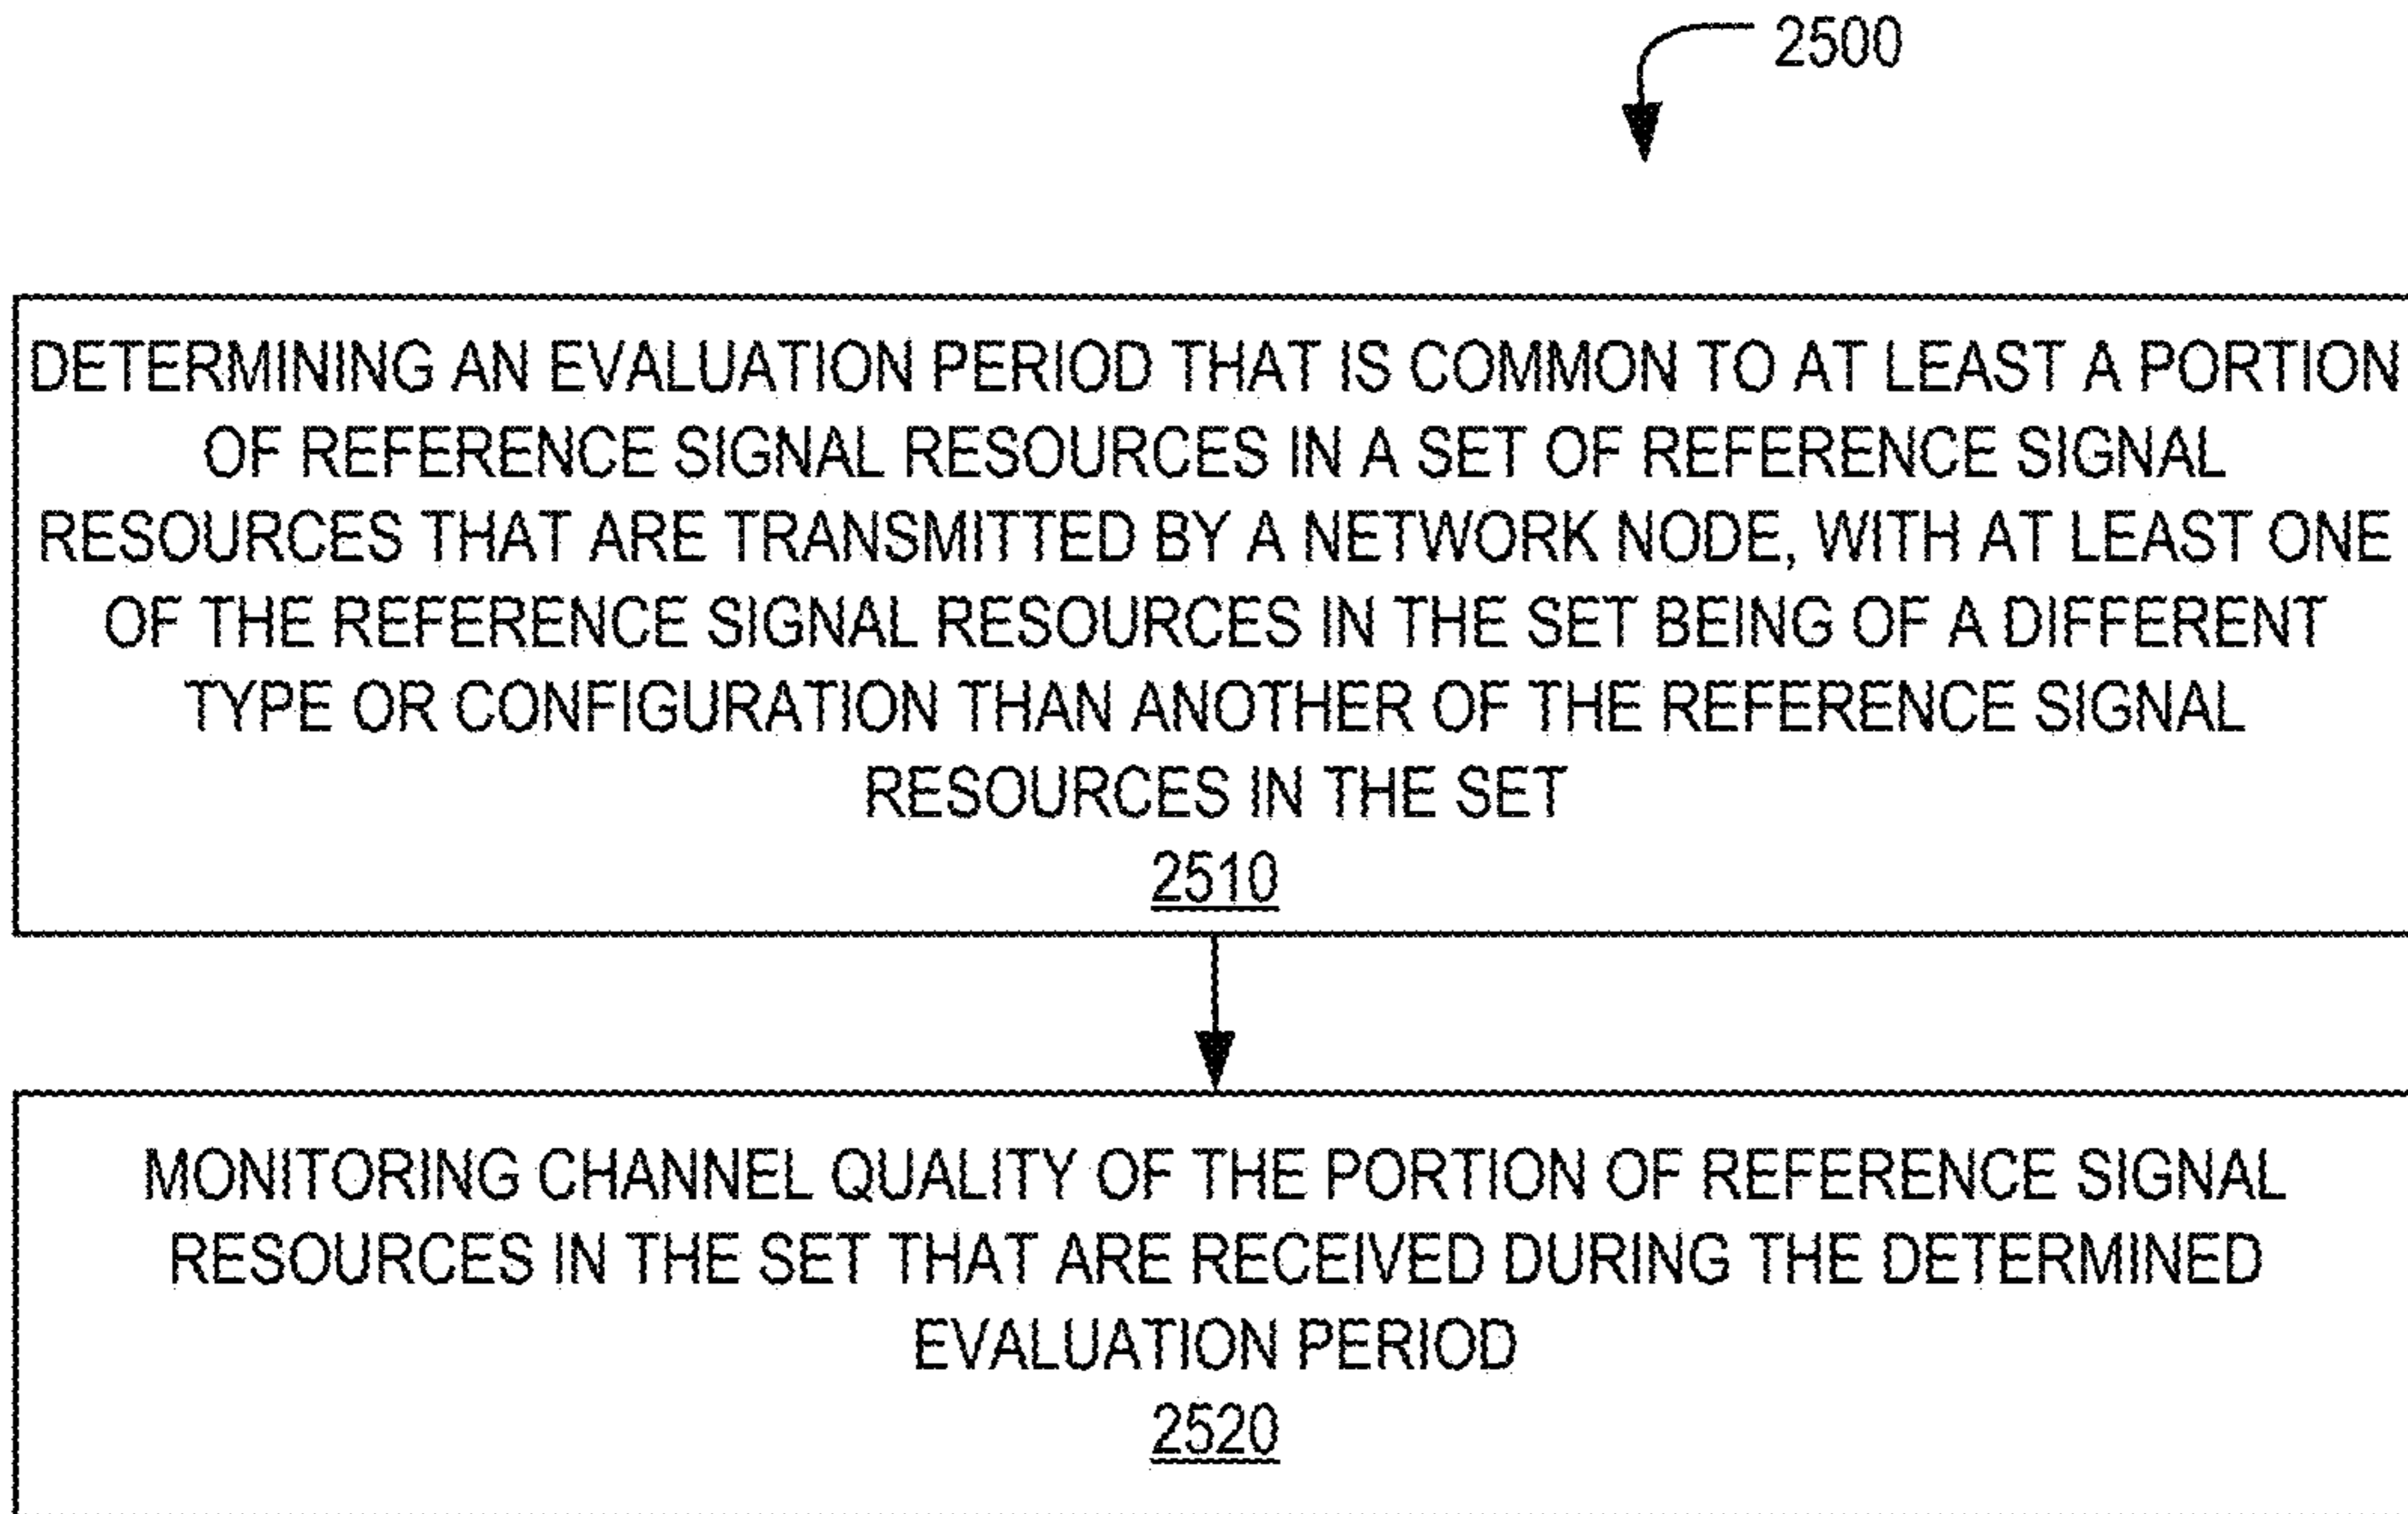 2500
DETERMINING AN EVALUATION PERIOD THAT IS COMMON TO AT LEAST A PORTION
OF REFERENCE SIGNAL RESOURCES IN A SET OF REFERENCE SIGNAL
RESOURCES THAT ARE TRANSMITTED BY A NETWORK NODE, WITH AT LEAST ONE
OF THE REFERENCE SIGNAL RESOURCES IN THE SET BEING OF A DIFFERENT
TYPE OR CONFIGURATION THAN ANOTHER OF THE REFERENCE SIGNAL
RESOURCES IN THE SET
2510
MONITORING CHANNEL QUALITY OF THE PORTION OF REFERENCE SIGNAL
RESOURCES IN THE SET THAT ARE RECEIVED DURING THE DETERMINED
EVALUATION PERIOD
2520